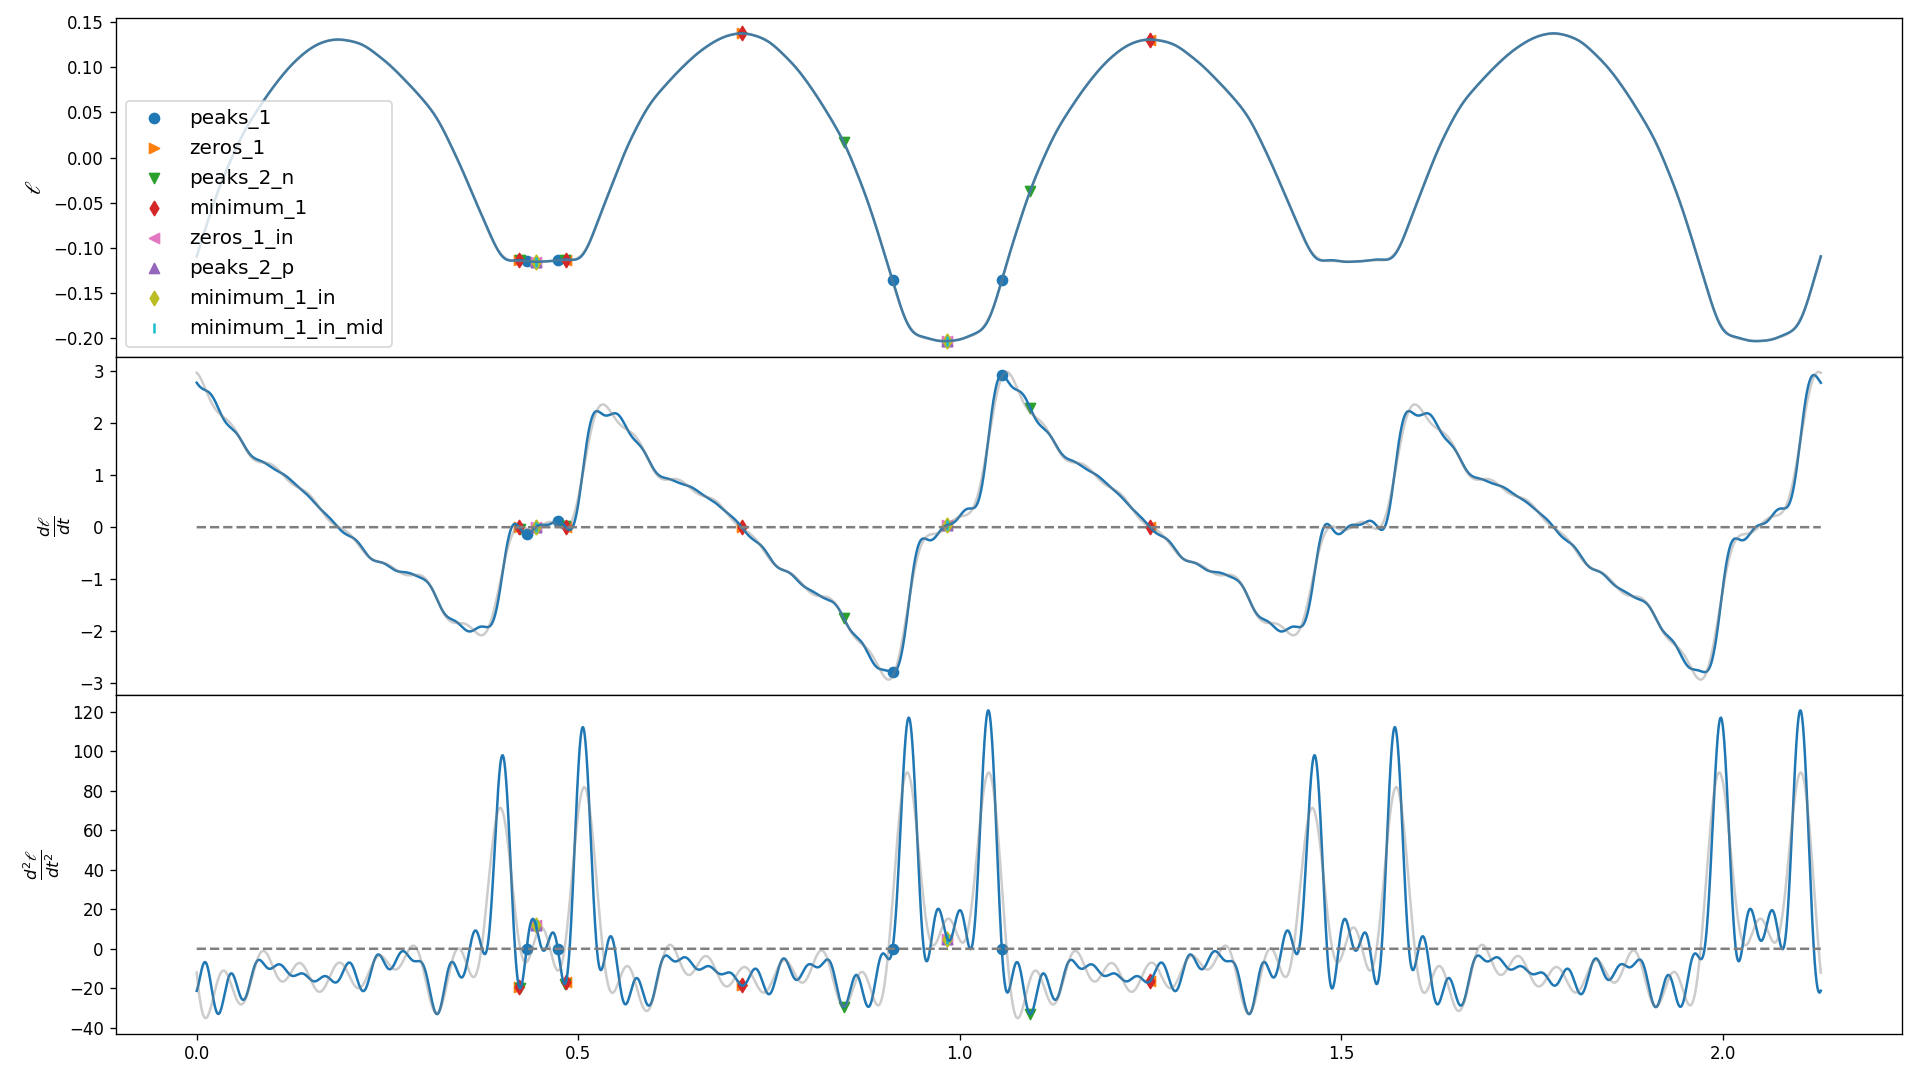 0.15
0.10
0.05
0.00
−0.05
−0.10
−0.15
−0.20
ℓ
peaks_1
zeros_1
peaks_2_n
minimum_1
zeros_1_in
peaks_2_p
minimum_1_in
minimum_1_in_mid
3
2
1
0
−1
−2
−3
dℓ
dt
120
100
80
60
40
20
0
−20
−40
d²ℓ
dt²
0.0 0.5 1.0 1.5 2.0